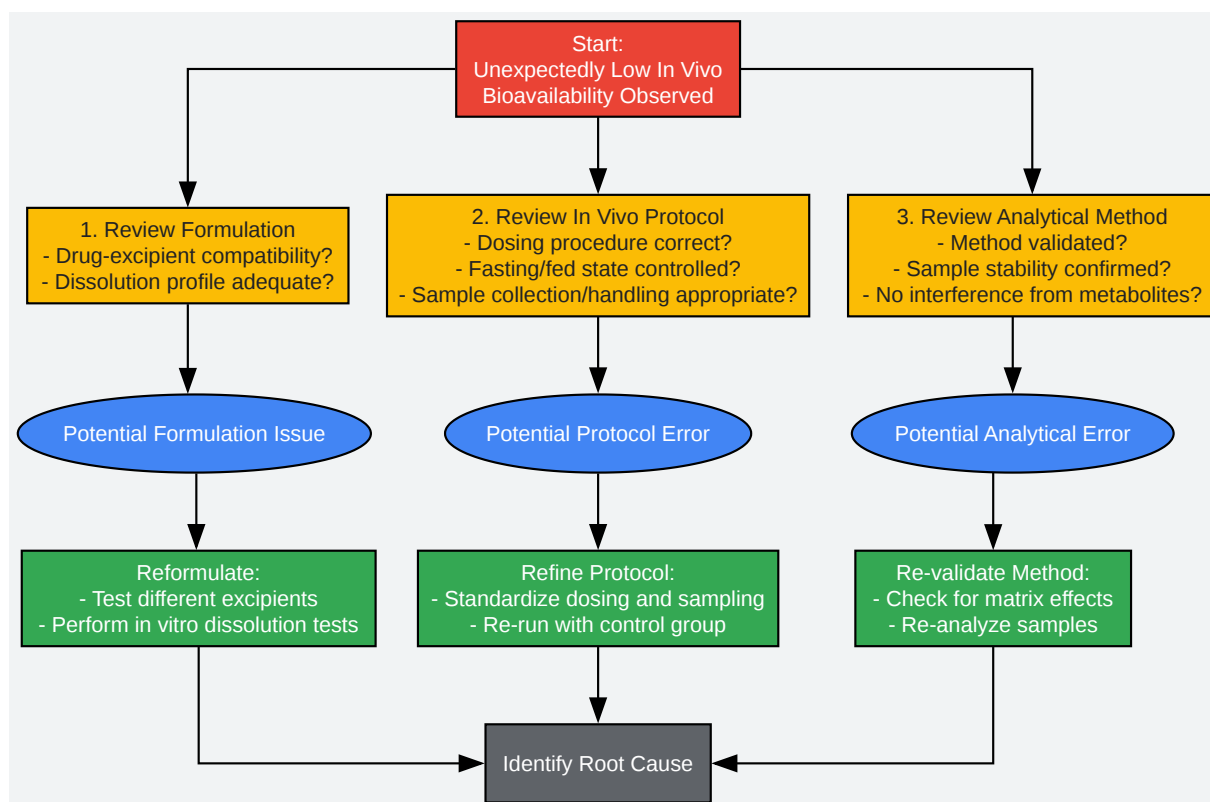 Start:
Unexpectedly Low In Vivo
Bioavailability Observed
1. Review Formulation
- Drug-excipient compatibility?
- Dissolution profile adequate?
2. Review In Vivo Protocol
- Dosing procedure correct?
- Fasting/fed state controlled?
- Sample collection/handling appropriate?
3. Review Analytical Method
- Method validated?
- Sample stability confirmed?
- No interference from metabolites?
Potential Formulation Issue
Potential Protocol Error
Potential Analytical Error
Reformulate:
- Test different excipients
- Perform in vitro dissolution tests
Refine Protocol:
- Standardize dosing and sampling
- Re-run with control group
Re-validate Method:
- Check for matrix effects
- Re-analyze samples
Identify Root Cause